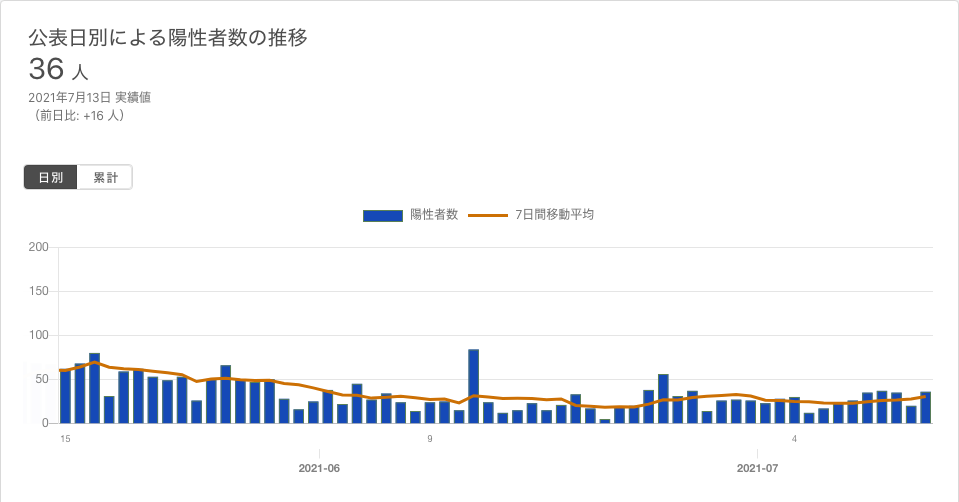 公表日別による陽性者数の推移
36 人
2021年7月13日 実績値
（前日比: +16 人）
日別 累計
陽性者数 7日間移動平均
200
150
100
50
0
15 9 4
2021-06 2021-07